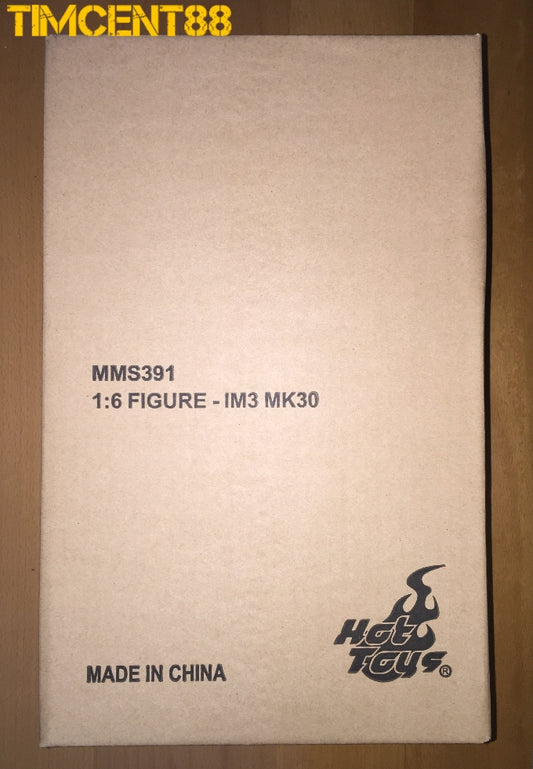 TIMCENT88
MMS391
1:6 FIGURE - IM3 MK30
Hot
Toys®
MADE IN CHINA